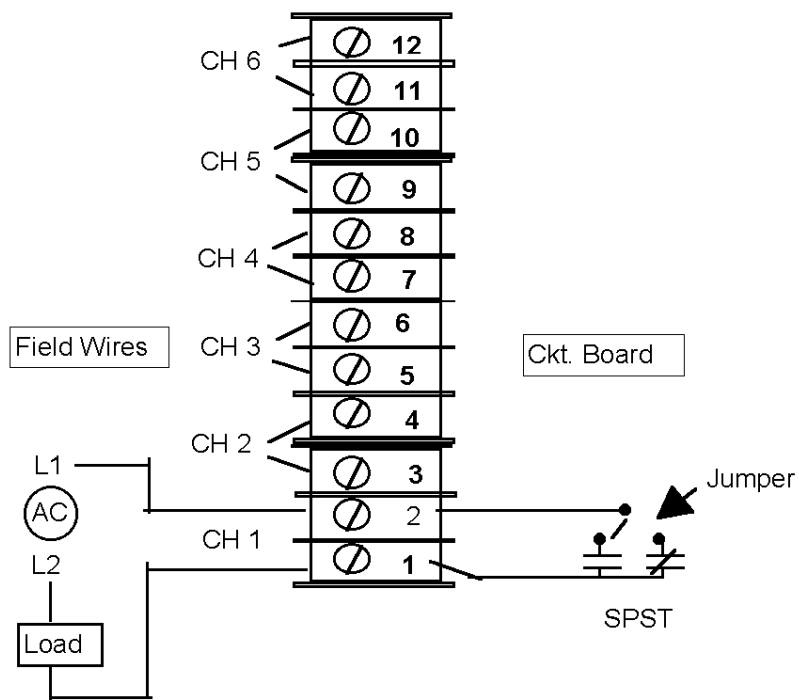 12
CH 6
11
10
CH 5
9
8
CH 4
7
6
Field Wires
CH 3
Ckt. Board
5
4
CH 2
L1
3
Jumper
AC
2
CH 1
L2
1
SPST
Load